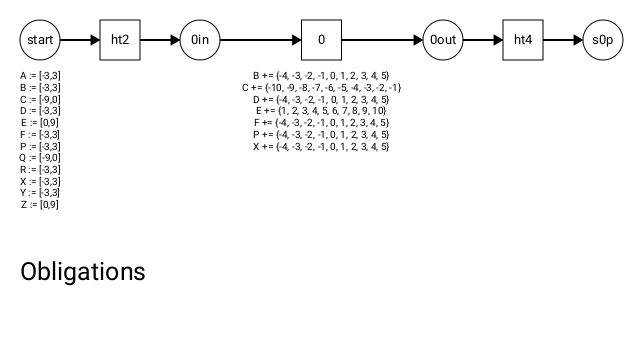 start ht2 0in 0 0out ht4 s0p
A := [-3,3]
B := [-3,3]
C := [-9,0]
D := [-3,3]
E := [0,9]
F := [-3,3]
P := [-3,3]
Q := [-9,0]
R := [-3,3]
X := [-3,3]
Y := [-3,3]
Z := [0,9]
B += {-4, -3, -2, -1, 0, 1, 2, 3, 4, 5}
C += {-10, -9, -8, -7, -6, -5, -4, -3, -2, -1}
D += {-4, -3, -2, -1, 0, 1, 2, 3, 4, 5}
E += {1, 2, 3, 4, 5, 6, 7, 8, 9, 10}
F += {-4, -3, -2, -1, 0, 1, 2, 3, 4, 5}
P += {-4, -3, -2, -1, 0, 1, 2, 3, 4, 5}
X += {-4, -3, -2, -1, 0, 1, 2, 3, 4, 5}
Obligations